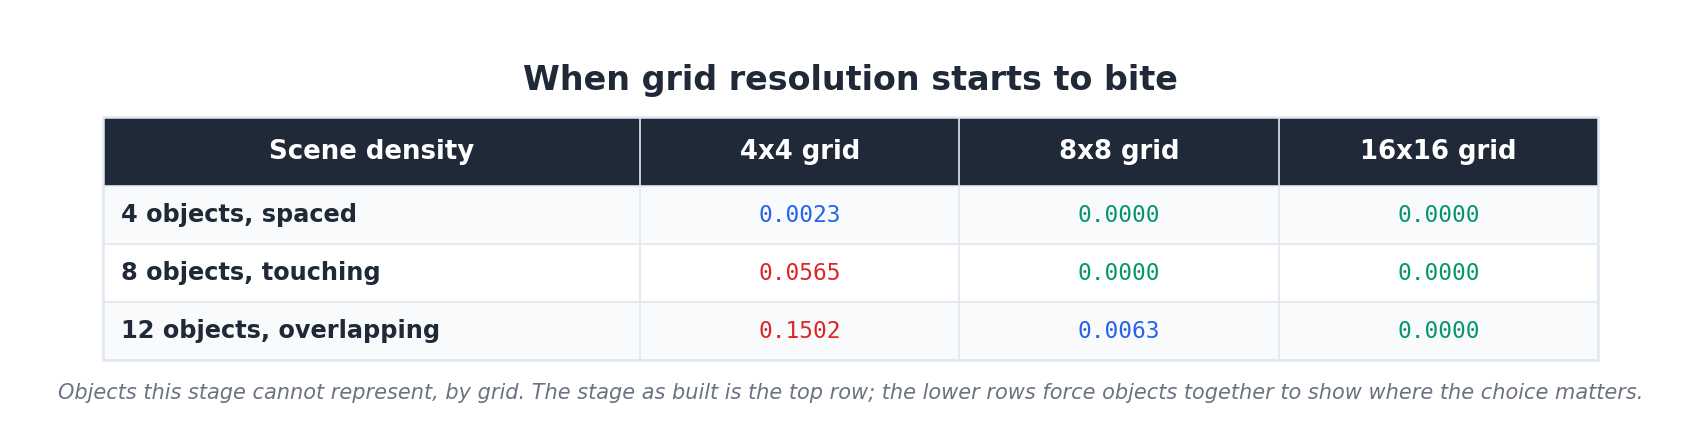 When grid resolution starts to bite
Scene density 4x4 grid 8x8 grid 16x16 grid
4 objects, spaced 0.0023 0.0000 0.0000
8 objects, touching 0.0565 0.0000 0.0000
12 objects, overlapping 0.1502 0.0063 0.0000
Objects this stage cannot represent, by grid. The stage as built is the top row; the lower rows force objects together to show where the choice matters.